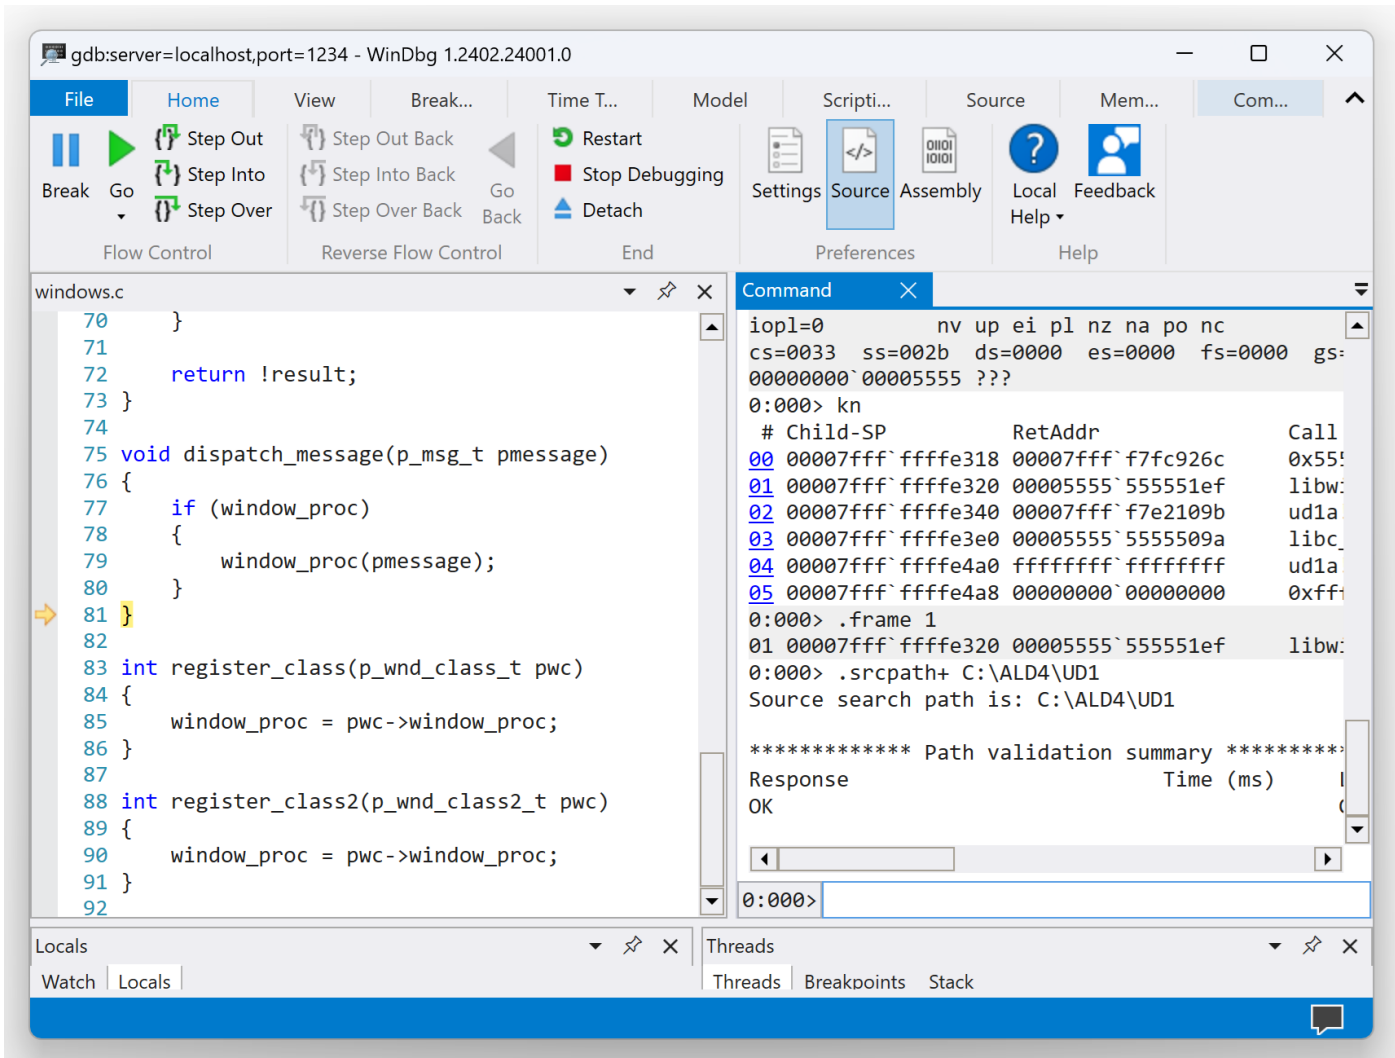 gdb:server=localhost,port=1234 - WinDbg 1.2402.24001.0
File Home View Break... Time T... Model Scripti... Source Mem... Com...
Break
Go
Step Out
Step Into
Step Over
Flow Control
Step Out Back
Step Into Back
Step Over Back
Go Back
Reverse Flow Control
Restart
Stop Debugging
Detach
End
Settings
Source
Assembly
Preferences
Local Help
Feedback
Help
windows.c
70     }
71
72     return !result;
73 }
74
75 void dispatch_message(p_msg_t pmessage)
76 {
77     if (window_proc)
78     {
79         window_proc(pmessage);
80     }
81 }
82
83 int register_class(p_wnd_class_t pwc)
84 {
85     window_proc = pwc->window_proc;
86 }
87
88 int register_class2(p_wnd_class2_t pwc)
89 {
90     window_proc = pwc->window_proc;
91 }
92
Command
iopl=0         nv up ei pl nz na po nc
cs=0033  ss=002b  ds=0000  es=0000  fs=0000  gs=
00000000`00005555 ???
0:000> kn
 # Child-SP          RetAddr               Call
00 00007fff`ffffe318 00007fff`f7fc926c     0x555
01 00007fff`ffffe320 00005555`555551ef     libwi
02 00007fff`ffffe340 00007fff`f7e2109b     ud1a
03 00007fff`ffffe3e0 00005555`5555509a     libc_
04 00007fff`ffffe4a0 ffffffff`ffffffff     ud1a
05 00007fff`ffffe4a8 00000000`00000000     0xfff
0:000> .frame 1
01 00007fff`ffffe320 00005555`555551ef     libwi
0:000> .srcpath+ C:\ALD4\UD1
Source search path is: C:\ALD4\UD1
************* Path validation summary **********
Response                         Time (ms)
OK
0:000>
Locals
Watch Locals
Threads
Threads Breakpoints Stack